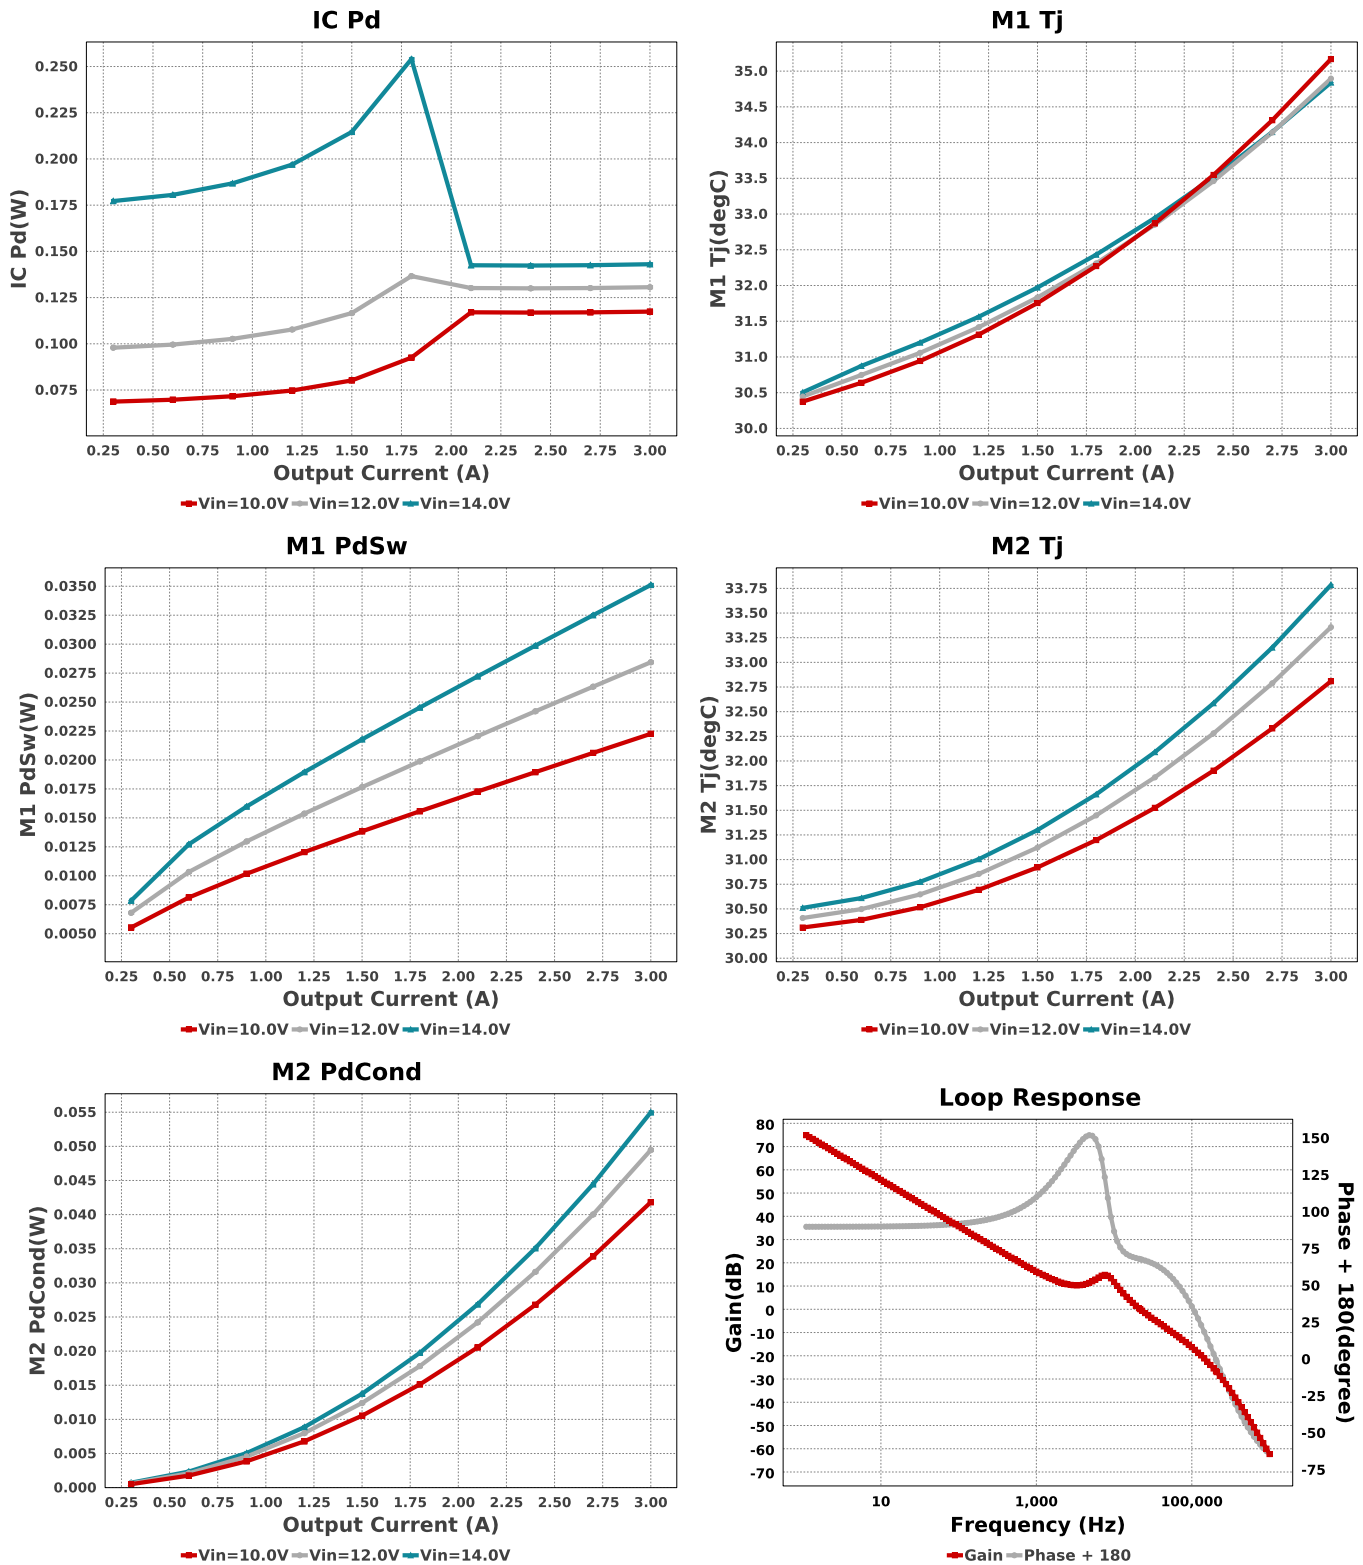 IC Pd
IC Pd(W)
0.250
0.225
0.200
0.175
0.150
0.125
0.100
0.075
0.25 0.50 0.75 1.00 1.25 1.50 1.75 2.00 2.25 2.50 2.75 3.00
Output Current (A)
Vin=10.0V Vin=12.0V Vin=14.0V
M1 Tj
M1 Tj(degC)
35.0
34.5
34.0
33.5
33.0
32.5
32.0
31.5
31.0
30.5
30.0
0.25 0.50 0.75 1.00 1.25 1.50 1.75 2.00 2.25 2.50 2.75 3.00
Output Current (A)
Vin=10.0V Vin=12.0V Vin=14.0V
M1 PdSw
M1 PdSw(W)
0.0350
0.0325
0.0300
0.0275
0.0250
0.0225
0.0200
0.0175
0.0150
0.0125
0.0100
0.0075
0.0050
0.25 0.50 0.75 1.00 1.25 1.50 1.75 2.00 2.25 2.50 2.75 3.00
Output Current (A)
Vin=10.0V Vin=12.0V Vin=14.0V
M2 Tj
M2 Tj(degC)
33.75
33.50
33.25
33.00
32.75
32.50
32.25
32.00
31.75
31.50
31.25
31.00
30.75
30.50
30.25
30.00
0.25 0.50 0.75 1.00 1.25 1.50 1.75 2.00 2.25 2.50 2.75 3.00
Output Current (A)
Vin=10.0V Vin=12.0V Vin=14.0V
M2 PdCond
M2 PdCond(W)
0.055
0.050
0.045
0.040
0.035
0.030
0.025
0.020
0.015
0.010
0.005
0.000
0.25 0.50 0.75 1.00 1.25 1.50 1.75 2.00 2.25 2.50 2.75 3.00
Output Current (A)
Vin=10.0V Vin=12.0V Vin=14.0V
Loop Response
Gain(dB)
80
70
60
50
40
30
20
10
0
-10
-20
-30
-40
-50
-60
-70
150
125
100
75
50
25
0
-25
-50
-75
Phase + 180(degree)
10 1,000 100,000
Frequency (Hz)
Gain Phase + 180